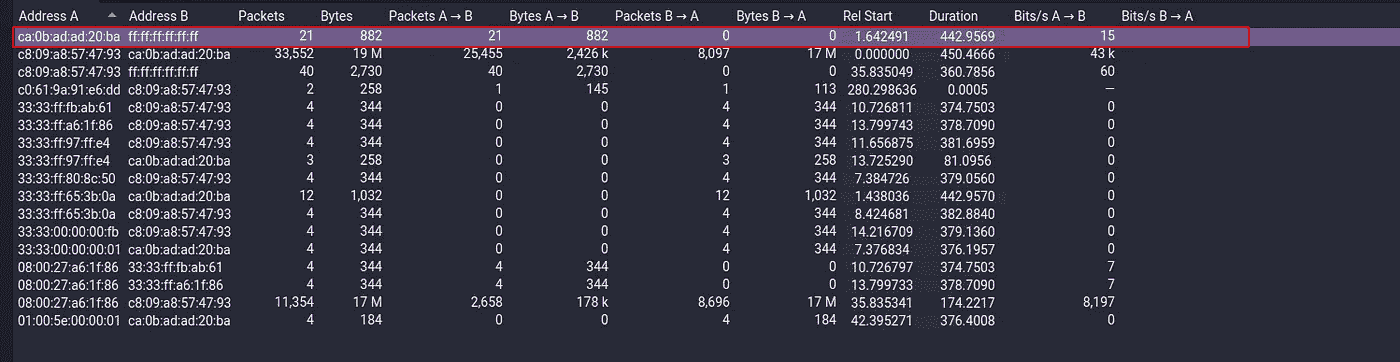 Address A Address B Packets Bytes Packets A → B Bytes A → B Packets B → A Bytes B → A Rel Start Duration Bits/s A → B Bits/s B → A
ca:0b:ad:ad:20:ba ff:ff:ff:ff:ff:ff 21 882 21 882 0 0 1.642491 442.9569 15
c8:09:a8:57:47:93 ca:0b:ad:ad:20:ba 33,552 19 M 25,455 2,426 k 8,097 17 M 0.000000 450.4666 43 k
c8:09:a8:57:47:93 ff:ff:ff:ff:ff:ff 40 2,730 40 2,730 0 0 35.835049 360.7856 60
c0:61:9a:91:e6:dd c8:09:a8:57:47:93 2 258 1 145 1 113 280.298636 0.0005 —
33:33:ff:fb:ab:61 c8:09:a8:57:47:93 4 344 0 0 4 344 10.726811 374.7503 0
33:33:ff:a6:1f:86 c8:09:a8:57:47:93 4 344 0 0 4 344 13.799743 378.7090 0
33:33:ff:97:ff:e4 c8:09:a8:57:47:93 4 344 0 0 4 344 11.656875 381.6959 0
33:33:ff:97:ff:e4 ca:0b:ad:ad:20:ba 3 258 0 0 3 258 13.725290 81.0956 0
33:33:ff:80:8c:50 c8:09:a8:57:47:93 4 344 0 0 4 344 7.384726 379.0560 0
33:33:ff:65:3b:0a ca:0b:ad:ad:20:ba 12 1,032 0 0 12 1,032 1.438036 442.9570 0
33:33:ff:65:3b:0a c8:09:a8:57:47:93 4 344 0 0 4 344 8.424681 382.8840 0
33:33:00:00:00:fb c8:09:a8:57:47:93 4 344 0 0 4 344 14.216709 379.1360 0
33:33:00:00:00:01 ca:0b:ad:ad:20:ba 4 344 0 0 4 344 7.376834 376.1957 0
08:00:27:a6:1f:86 33:33:ff:fb:ab:61 4 344 4 344 0 0 10.726797 374.7503 7
08:00:27:a6:1f:86 33:33:ff:a6:1f:86 4 344 4 344 0 0 13.799733 378.7090 7
08:00:27:a6:1f:86 c8:09:a8:57:47:93 11,354 17 M 2,658 178 k 8,696 17 M 35.835341 174.2217 8,197
01:00:5e:00:00:01 ca:0b:ad:ad:20:ba 4 184 0 0 4 184 42.395271 376.4008 0